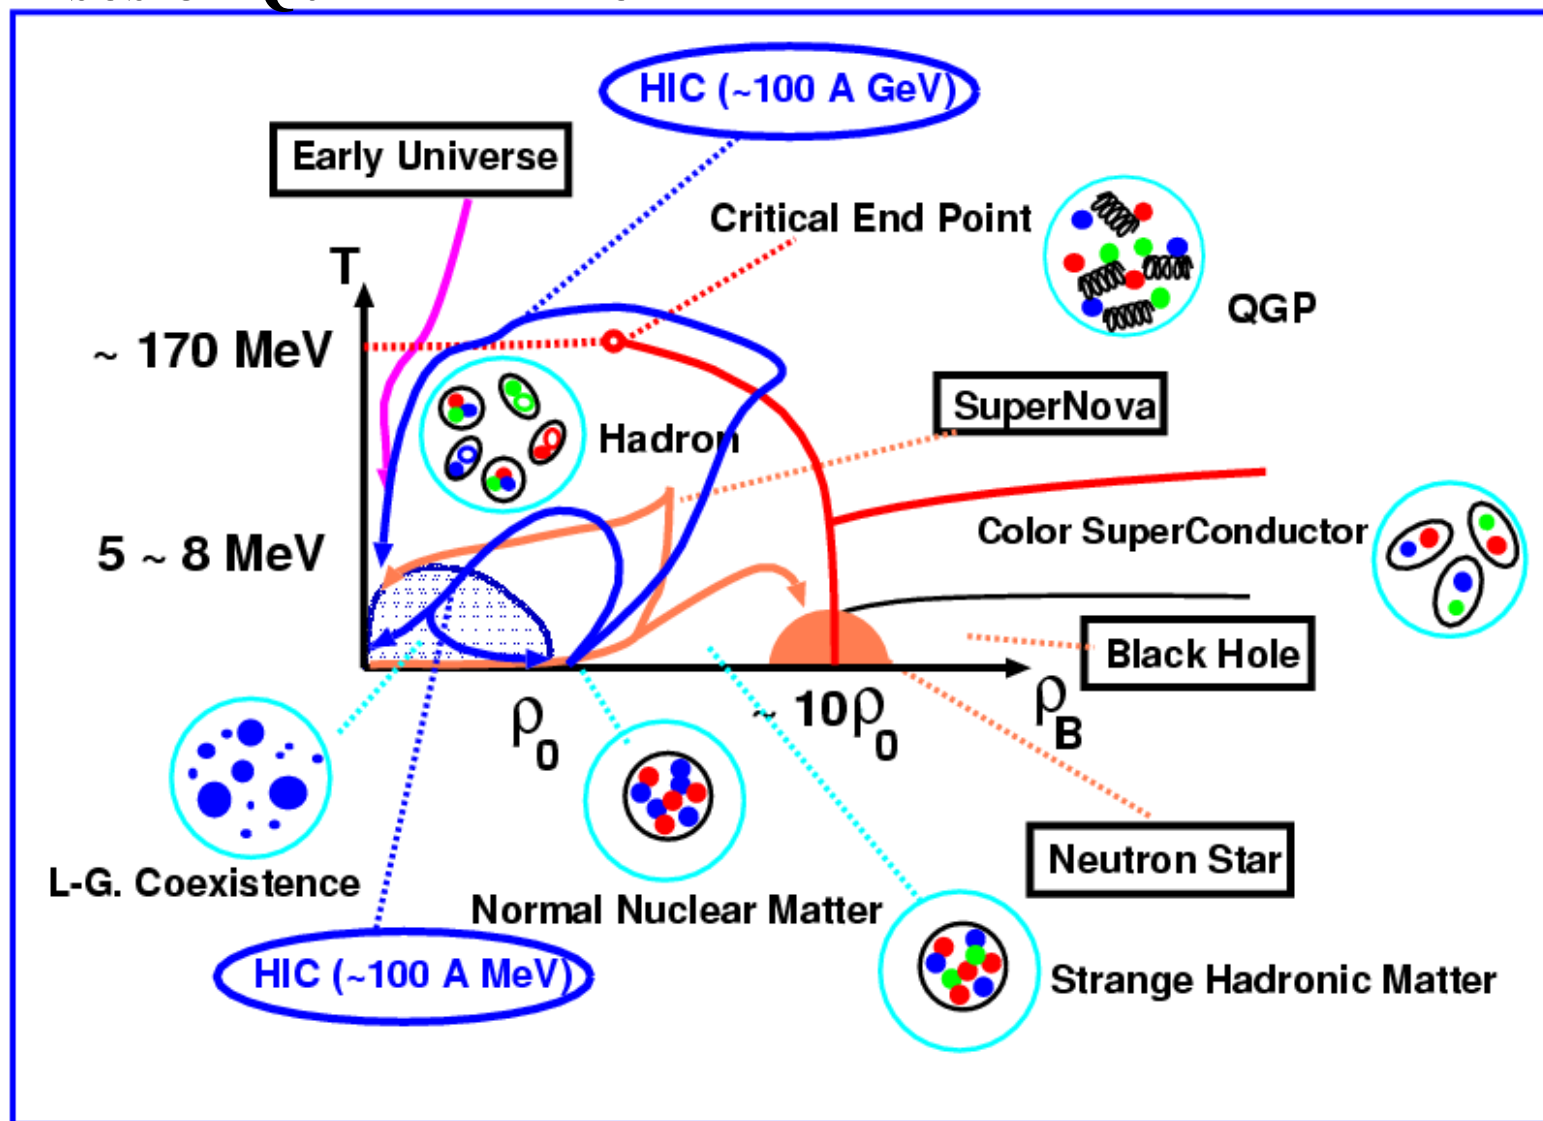 HIC (~100 A GeV)
Early Universe
Critical End Point
T
QGP
~ 170 MeV
SuperNova
Hadron
Color SuperConductor
5 ~ 8 MeV
Black Hole
ρ0
~ 10ρ0
ρB
Neutron Star
L-G. Coexistence
Normal Nuclear Matter
HIC (~100 A MeV)
Strange Hadronic Matter